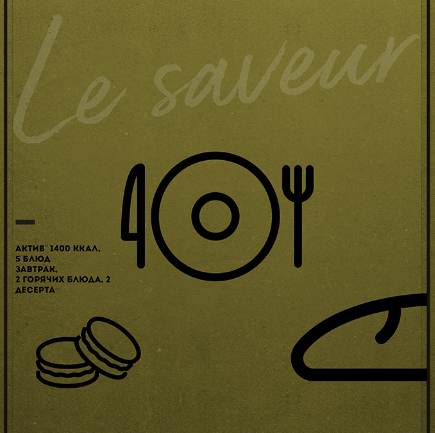 Le saveur
АКТИВ 1400 ККАЛ,
5 БЛЮД
ЗАВТРАК,
2 ГОРЯЧИХ БЛЮДА, 2
ДЕСЕРТА